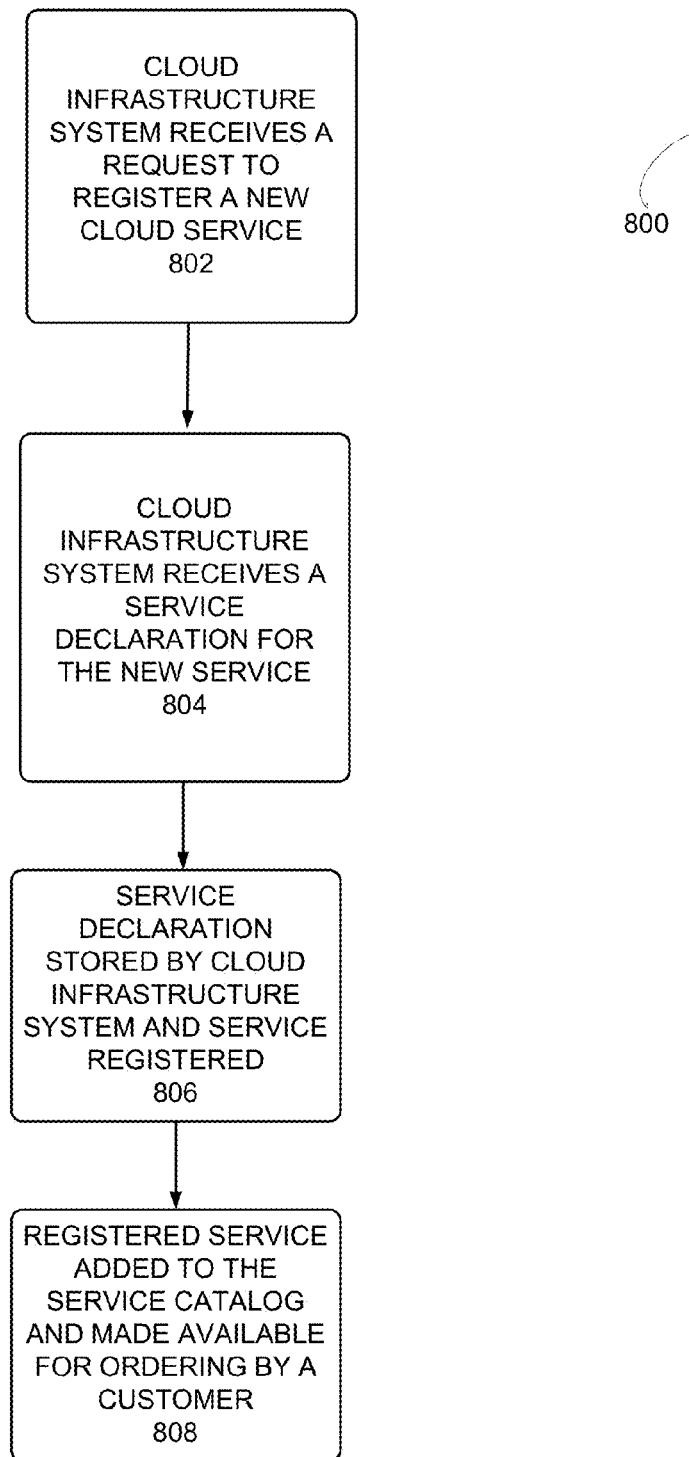 CLOUD
INFRASTRUCTURE
SYSTEM RECEIVES A
REQUEST TO
REGISTER A NEW
CLOUD SERVICE
802
800
CLOUD
INFRASTRUCTURE
SYSTEM RECEIVES A
SERVICE
DECLARATION FOR
THE NEW SERVICE
804
SERVICE
DECLARATION
STORED BY CLOUD
INFRASTRUCTURE
SYSTEM AND SERVICE
REGISTERED
806
REGISTERED SERVICE
ADDED TO THE
SERVICE CATALOG
AND MADE AVAILABLE
FOR ORDERING BY A
CUSTOMER
808